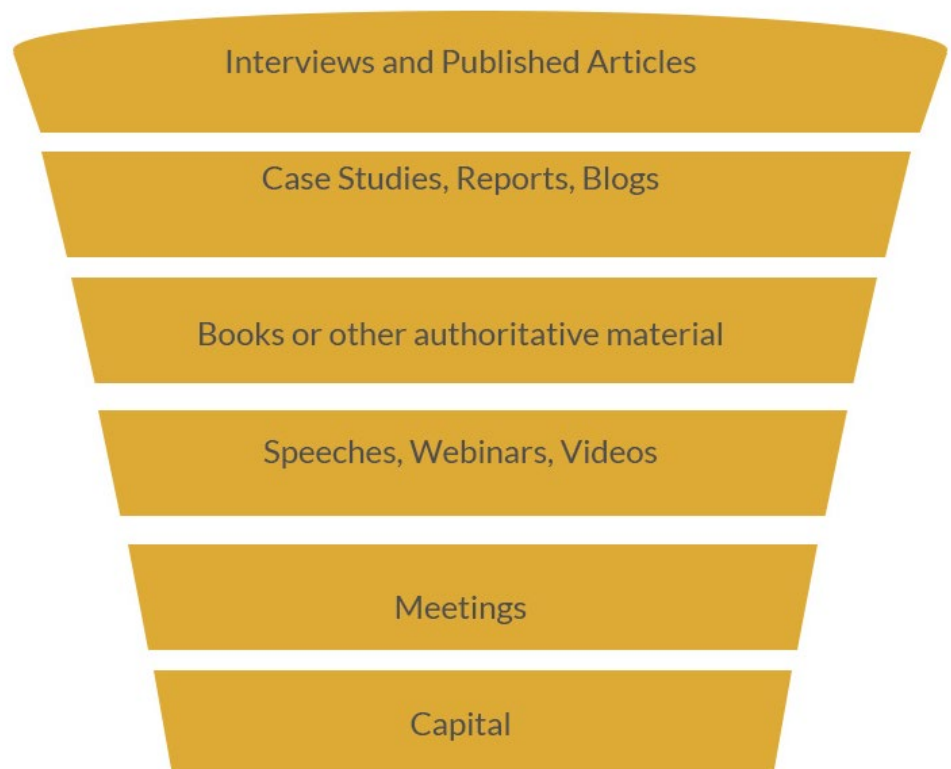 Interviews and Published Articles
Case Studies, Reports, Blogs
Books or other authoritative material
Speeches, Webinars, Videos
Meetings
Capital